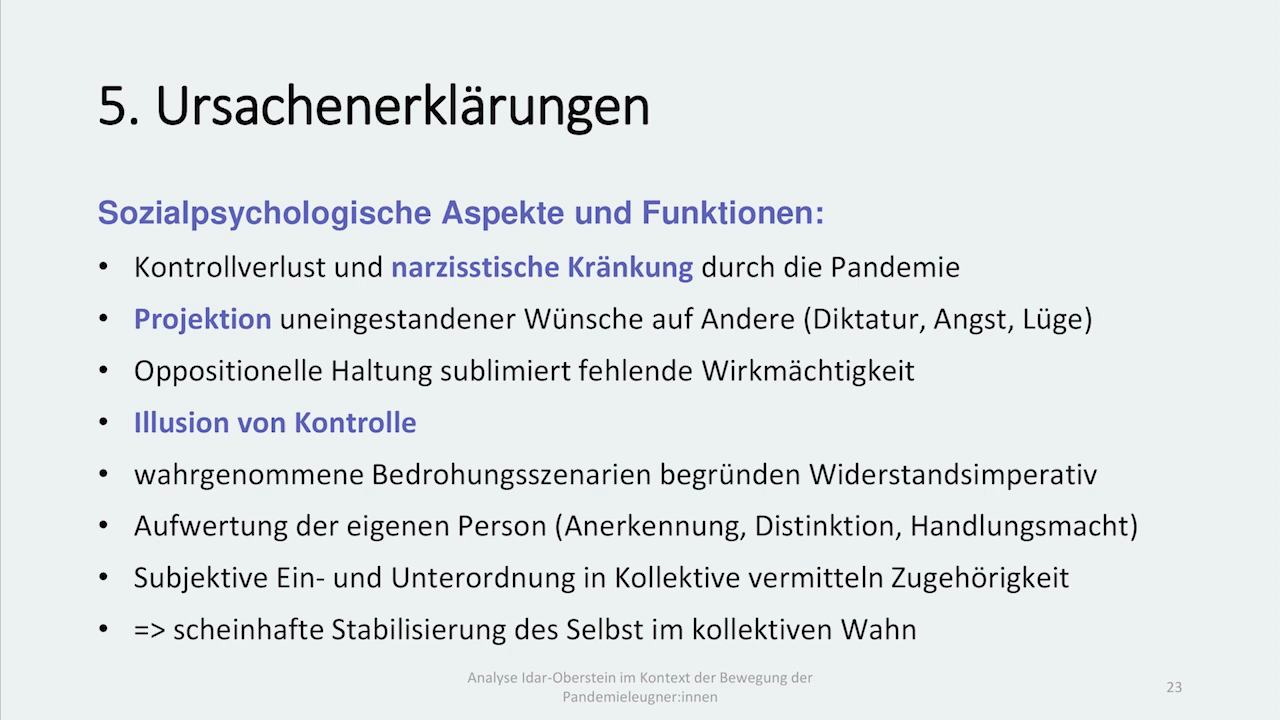 5. Ursachenerklärungen
Sozialpsychologische Aspekte und Funktionen:
• Kontrollverlust und narzisstische Kränkung durch die Pandemie
• Projektion uneingestandener Wünsche auf Andere (Diktatur, Angst, Lüge)
• Oppositionelle Haltung sublimiert fehlende Wirkmächtigkeit
• Illusion von Kontrolle
• wahrgenommene Bedrohungsszenarien begründen Widerstandsimperativ
• Aufwertung der eigenen Person (Anerkennung, Distinktion, Handlungsmacht)
• Subjektive Ein- und Unterordnung in Kollektive vermitteln Zugehörigkeit
• => scheinhafte Stabilisierung des Selbst im kollektiven Wahn
Analyse Idar-Oberstein im Kontext der Bewegung der
Pandemieleugner:innen
23